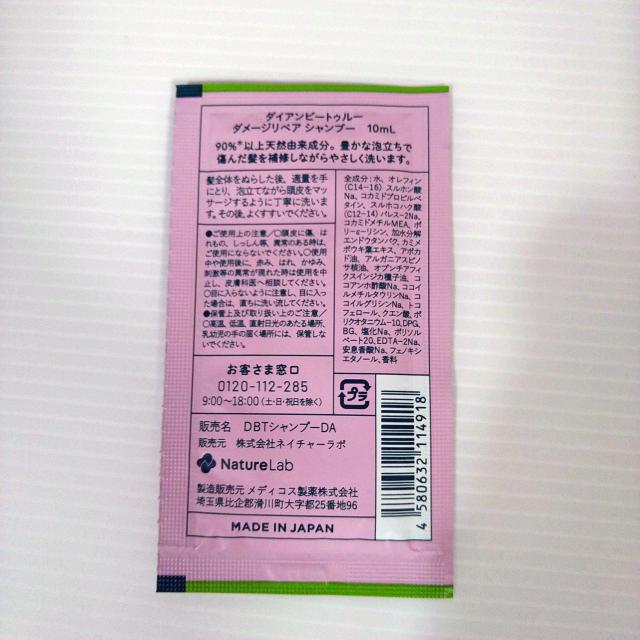 ダイアンビートゥルー
ダメージリペア シャンプー 10mL
90%*以上天然由来成分。豊かな泡立ちで
傷んだ髪を補修しながらやさしく洗います。
髪全体をぬらした後、適量を手
にとり、泡立てながら頭皮をマッ
サージするように丁寧に洗いま
す。その後、よくすすいでください。
●ご使用上の注意/○頭皮に傷、は
れもの、しっしん等、異常のある時は、
ご使用にならないでください。○使用
中や使用後に、赤み、はれ、かゆみ、
刺激等の異常が現れた時は使用を中
止し、皮膚科医へ相談してください。
○目に入らないように注意し、目に入っ
た場合は、直ちに洗い流してください。
●保管上及び取り扱い上のご注意/
○高温、低温、直射日光のあたる場所、
乳幼児の手の届く場所には、保管しな
いでください。
全成分:水、オレフィン
(C14-16)スルホン酸
Na、コカミドプロピルベ
タイン、スルホコハク酸
(C12-14)パレス-2Na、
コカミドメチルMEA、ポ
リ-ε-リシン、加水分解
エンドウタンパク、カミメ
ボウキ葉エキス、アボカ
ド油、アルガニアスピノ
サ核油、オプンチアフィ
クスインジカ種子油、コ
コアンホ酢酸Na、ココイ
ルメチルタウリンNa、コ
コイルグリシンNa、トコ
フェロール、クエン酸、ポ
リクオタニウム-10、DPG、
BG、塩化Na、ポリソル
ベート20、EDTA-2Na、
安息香酸Na、フェノキシ
エタノール、香料
お客さま窓口
0120-112-285
9:00~18:00(土・日・祝日を除く)
プラ
販売名 DBTシャンプーDA
販売元 株式会社ネイチャーラボ
NatureLab
製造販売元 メディコス製薬株式会社
埼玉県比企郡滑川町大字都25番地96
MADE IN JAPAN
4 580632 114918